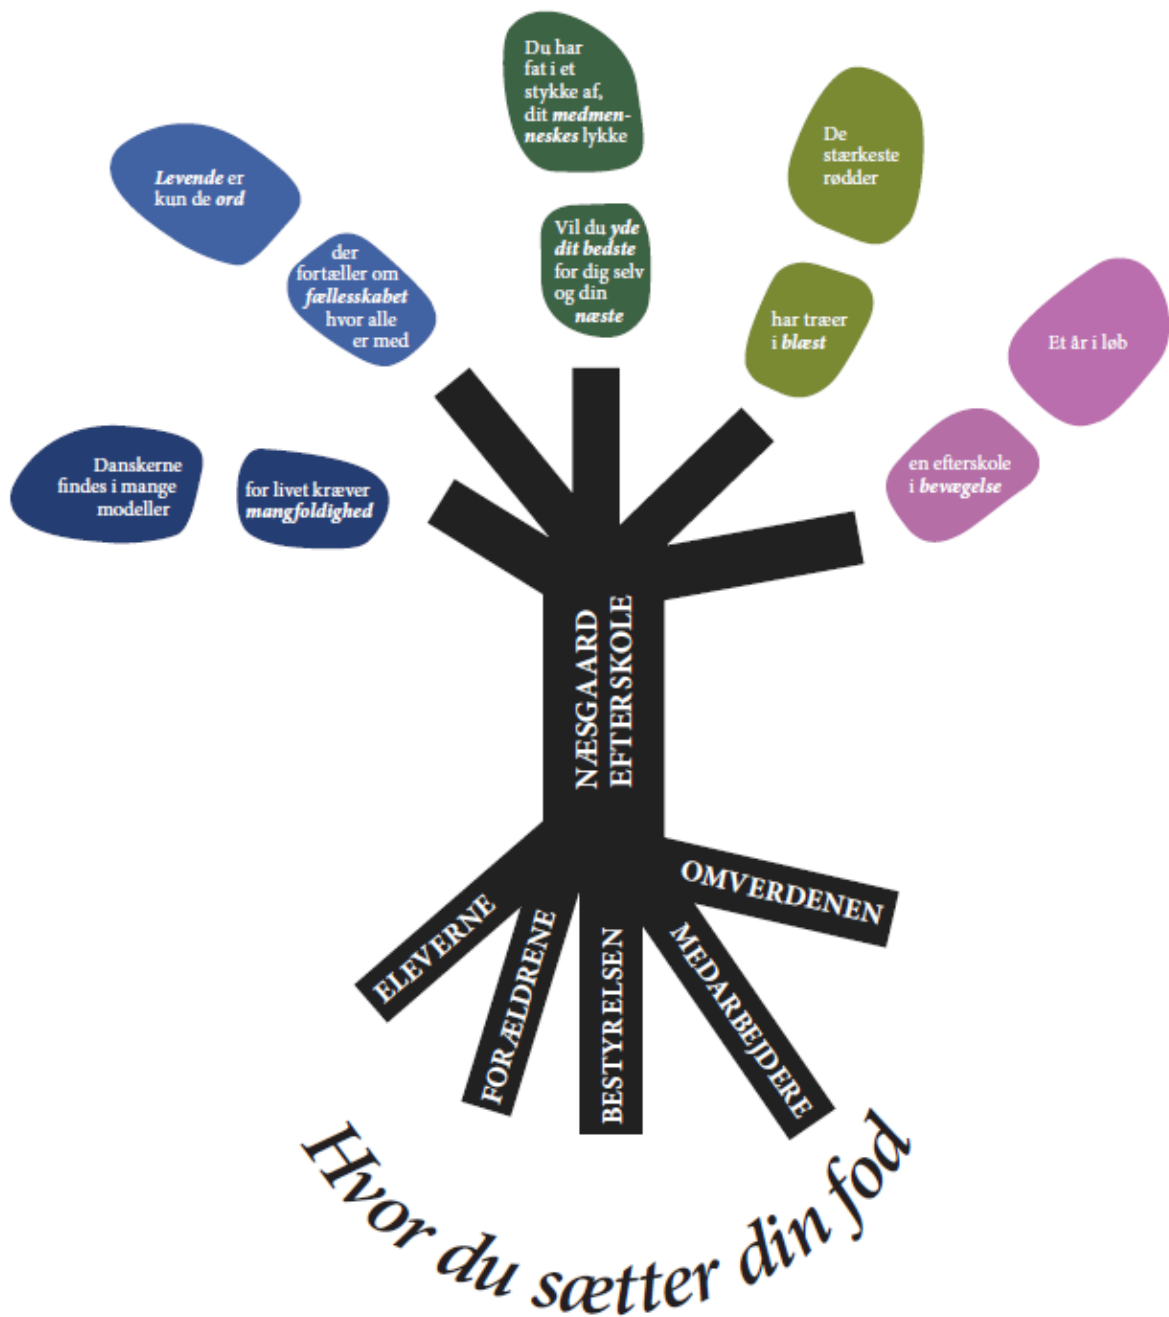 Du har
fat i et
stykke af,
dit medmen-
neskes lykke
Vil du yde
dit bedste
for dig selv
og din
næste
De
stærkeste
rødder
har træer
i blæst
Levende er
kun de ord
der
fortæller om
fællesskabet
hvor alle
er med
Et år i løb
en efterskole
i bevægelse
Danskerne
findes i mange
modeller
for livet kræver
mangfoldighed
NÆSGAARD
EFTERSKOLE
ELEVERNE
FORÆLDRENE
BESTYRELSEN
MEDARBEJDERE
OMVERDENEN
Hvor du sætter din fod